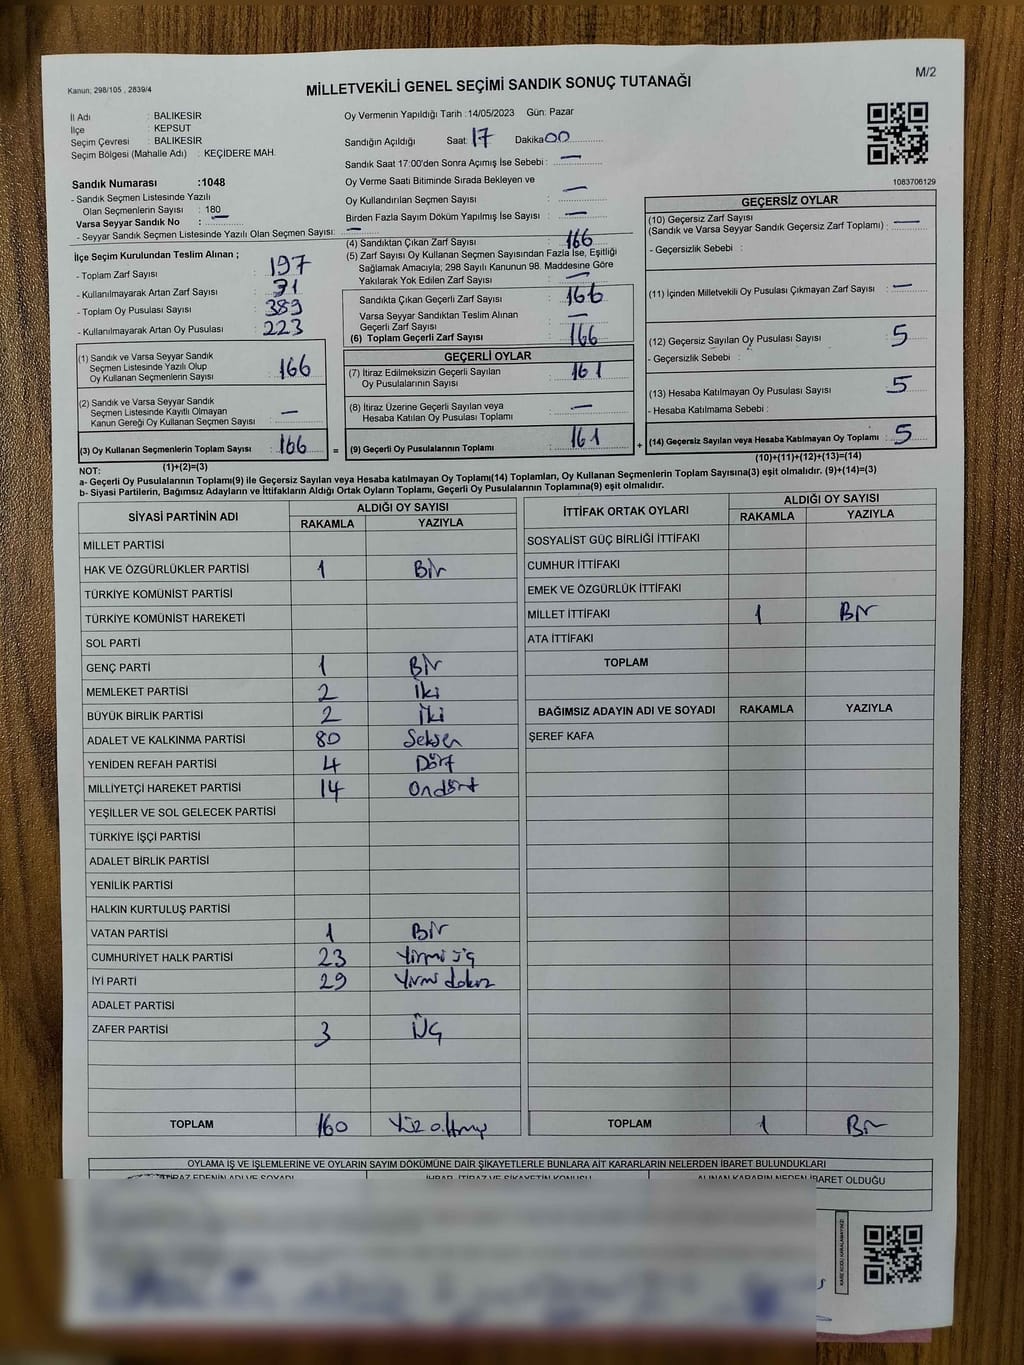 Kanun; 298/105 , 2839/4
MİLLETVEKİLİ GENEL SEÇİMİ SANDIK SONUÇ TUTANAĞI
M/2
İl Adı : BALIKESİR
İlçe : KEPSUT
Seçim Çevresi : BALIKESİR
Seçim Bölgesi (Mahalle Adı) : KEÇİDERE MAH.
Oy Vermenin Yapıldığı Tarih :14/05/2023 Gün: Pazar
Sandığın Açıldığı Saat: 17 Dakika 00
Sandık Saat 17:00'den Sonra Açımış İse Sebebi : —
Oy Verme Saati Bitiminde Sırada Bekleyen ve
Oy Kullandırılan Seçmen Sayısı : —
Birden Fazla Sayım Döküm Yapılmış İse Sayısı : —
1083706129
Sandık Numarası :1048
- Sandık Seçmen Listesinde Yazılı
Olan Seçmenlerin Sayısı : 180
Varsa Seyyar Sandık No : —
- Seyyar Sandık Seçmen Listesinde Yazılı Olan Seçmen Sayısı: —
İlçe Seçim Kurulundan Teslim Alınan ;
- Toplam Zarf Sayısı : 197
- Kullanılmayarak Artan Zarf Sayısı : 31
- Toplam Oy Pusulası Sayısı : 389
- Kullanılmayarak Artan Oy Pusulası : 223
(1) Sandık ve Varsa Seyyar Sandık
Seçmen Listesinde Yazılı Olup
Oy Kullanan Seçmenlerin Sayısı : 166
(2) Sandık ve Varsa Seyyar Sandık
Seçmen Listesinde Kayıtlı Olmayan
Kanun Gereği Oy Kullanan Seçmen Sayısı : —
(3) Oy Kullanan Seçmenlerin Toplam Sayısı : 166
(1)+(2)=(3)
(4) Sandıktan Çıkan Zarf Sayısı : 166
(5) Zarf Sayısı Oy Kullanan Seçmen Sayısından Fazla İse, Eşitliği
Sağlamak Amacıyla; 298 Sayılı Kanunun 98. Maddesine Göre
Yakılarak Yok Edilen Zarf Sayısı : —
Sandıkta Çıkan Geçerli Zarf Sayısı : 166
Varsa Seyyar Sandıktan Teslim Alınan
Geçerli Zarf Sayısı : —
(6) Toplam Geçerli Zarf Sayısı : 166
GEÇERLİ OYLAR
(7) İtiraz Edilmeksizin Geçerli Sayılan
Oy Pusulalarının Sayısı : 161
(8) İtiraz Üzerine Geçerli Sayılan veya
Hesaba Katılan Oy Pusulası Toplamı : —
= (9) Geçerli Oy Pusulalarının Toplamı : 161 +
GEÇERSİZ OYLAR
(10) Geçersiz Zarf Sayısı
(Sandık ve Varsa Seyyar Sandık Geçersiz Zarf Toplamı) : —
- Geçersizlik Sebebi :
(11) İçinden Milletvekili Oy Pusulası Çıkmayan Zarf Sayısı : —
(12) Geçersiz Sayılan Oy Pusulası Sayısı : 5
- Geçersizlik Sebebi :
(13) Hesaba Katılmayan Oy Pusulası Sayısı : 5
- Hesaba Katılmama Sebebi :
(14) Geçersiz Sayılan veya Hesaba Katılmayan Oy Toplamı : 5
(10)+(11)+(12)+(13)=(14)
NOT:
a- Geçerli Oy Pusulalarının Toplamı(9) ile Geçersiz Sayılan veya Hesaba katılmayan Oy Toplamı(14) Toplamları, Oy Kullanan Seçmenlerin Toplam Sayısına(3) eşit olmalıdır. (9)+(14)=(3)
b- Siyasi Partilerin, Bağımsız Adayların ve İttifakların Aldığı Ortak Oyların Toplamı, Geçerli Oy Pusulalarının Toplamına(9) eşit olmalıdır.
SİYASİ PARTİNİN ADI ALDIĞI OY SAYISI
RAKAMLA YAZIYLA
MİLLET PARTİSİ
HAK VE ÖZGÜRLÜKLER PARTİSİ 1 Bir
TÜRKİYE KOMÜNİST PARTİSİ
TÜRKİYE KOMÜNİST HAREKETİ
SOL PARTİ
GENÇ PARTİ 1 Bir
MEMLEKET PARTİSİ 2 İki
BÜYÜK BİRLİK PARTİSİ 2 İki
ADALET VE KALKINMA PARTİSİ 80 Seksen
YENİDEN REFAH PARTİSİ 4 Dört
MİLLİYETÇİ HAREKET PARTİSİ 14 Ondört
YEŞİLLER VE SOL GELECEK PARTİSİ
TÜRKİYE İŞÇİ PARTİSİ
ADALET BİRLİK PARTİSİ
YENİLİK PARTİSİ
HALKIN KURTULUŞ PARTİSİ
VATAN PARTİSİ 1 Bir
CUMHURİYET HALK PARTİSİ 23 Yirmi üç
İYİ PARTİ 29 Yirmi dokuz
ADALET PARTİSİ
ZAFER PARTİSİ 3 Üç
TOPLAM 160 Yüz altmış
İTTİFAK ORTAK OYLARI ALDIĞI OY SAYISI
RAKAMLA YAZIYLA
SOSYALİST GÜÇ BİRLİĞİ İTTİFAKI
CUMHUR İTTİFAKI
EMEK VE ÖZGÜRLÜK İTTİFAKI
MİLLET İTTİFAKI 1 Bir
ATA İTTİFAKI
TOPLAM
BAĞIMSIZ ADAYIN ADI VE SOYADI RAKAMLA YAZIYLA
ŞEREF KAFA
TOPLAM 1 Bir
OYLAMA İŞ VE İŞLEMLERİNE VE OYLARIN SAYIM DÖKÜMÜNE DAİR ŞİKAYETLERLE BUNLARA AİT KARARLARIN NELERDEN İBARET BULUNDUKLARI
İTİRAZ EDENİN ADI VE SOYADI İHBAR, İTİRAZ VE ŞİKAYETİN KONUSU ALINAN KARARIN NEDEN İBARET OLDUĞU
KARE KODU KARALAMAYINIZ!